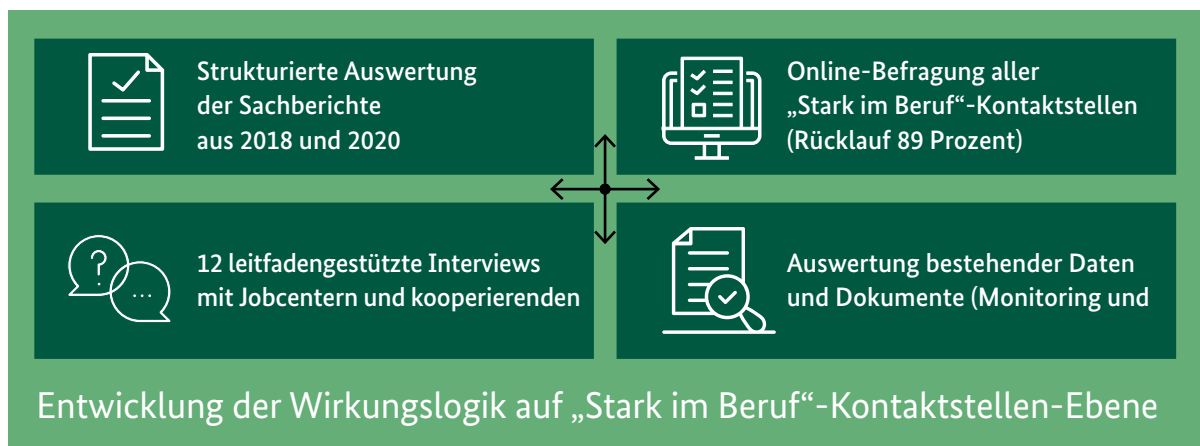 Strukturierte Auswertung
der Sachberichte
aus 2018 und 2020
Online-Befragung aller
„Stark im Beruf“-Kontaktstellen
(Rücklauf 89 Prozent)
12 leitfadengestützte Interviews
mit Jobcentern und kooperierenden
Auswertung bestehender Daten
und Dokumente (Monitoring und
Entwicklung der Wirkungslogik auf „Stark im Beruf“-Kontaktstellen-Ebene